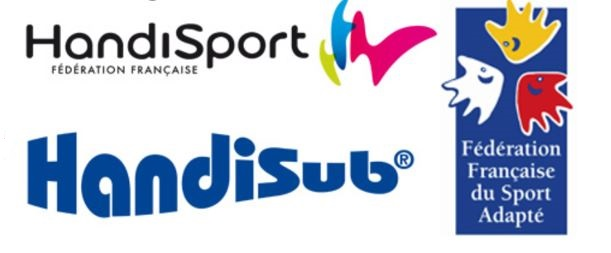 HandiSport
FÉDÉRATION FRANÇAISE
HandiSub®
Fédération
Française
du Sport
Adapté